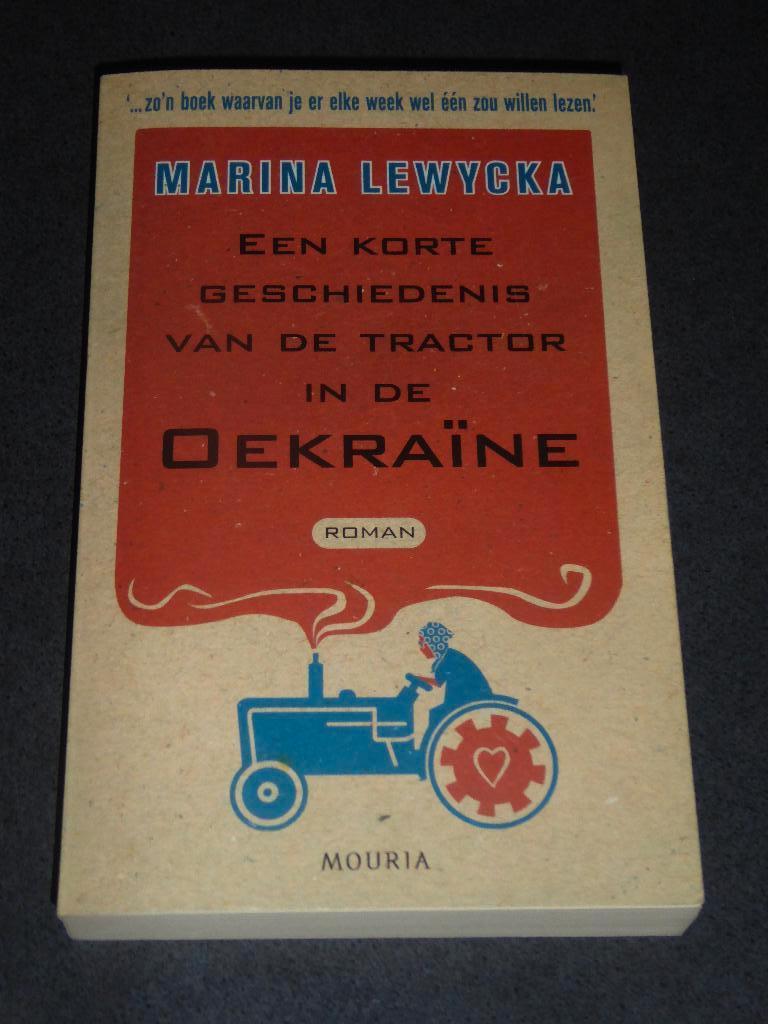 '...zo'n boek waarvan je er elke week wel één zou willen lezen.'
MARINA LEWYCKA
EEN KORTE
GESCHIEDENIS
VAN DE TRACTOR
IN DE
OEKRAÏNE
ROMAN
MOURIA